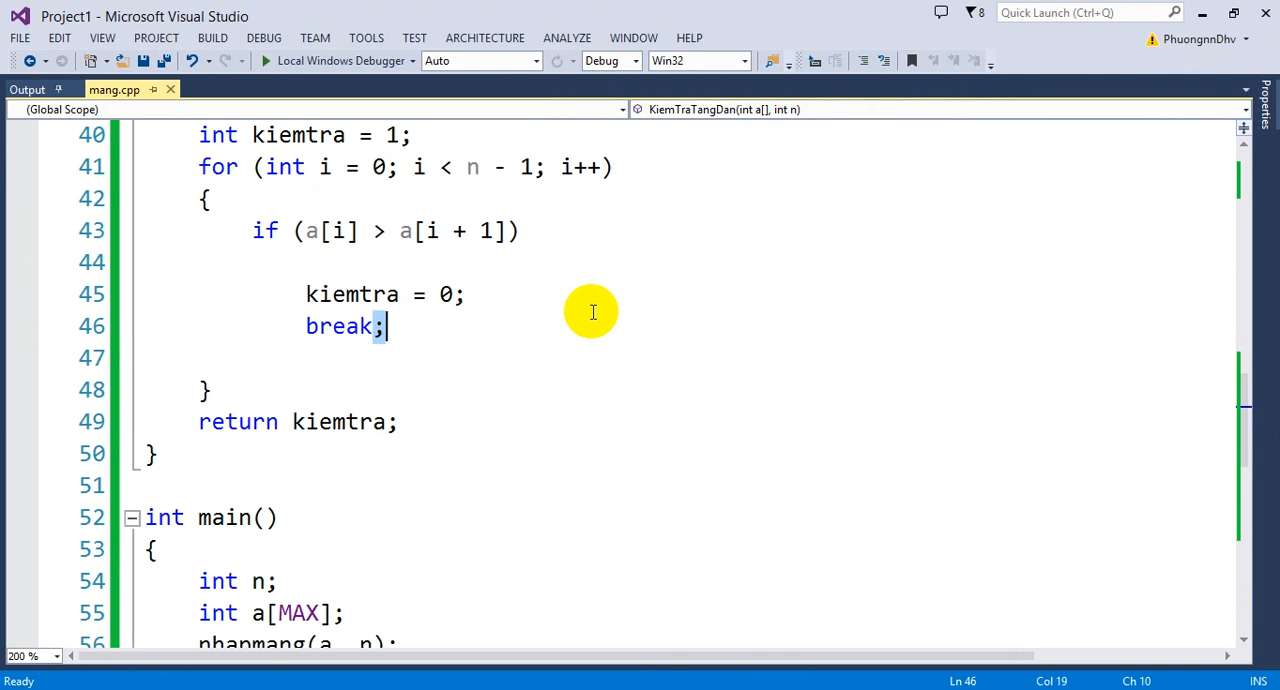 Project1 - Microsoft Visual Studio
8
Quick Launch (Ctrl+Q)
FILE EDIT VIEW PROJECT BUILD DEBUG TEAM TOOLS TEST ARCHITECTURE ANALYZE WINDOW HELP
PhuongnnDhv
Local Windows Debugger Auto Debug Win32
Output mang.cpp
Properties
(Global Scope) KiemTraTangDan(int a[], int n)
40 int kiemtra = 1;
41 for (int i = 0; i < n - 1; i++)
42 {
43 if (a[i] > a[i + 1])
44
45 kiemtra = 0;
46 break;
47
48 }
49 return kiemtra;
50 }
51
52 int main()
53 {
54 int n;
55 int a[MAX];
56 nhapmang(a, n);
200 %
Ready Ln 46 Col 19 Ch 10 INS